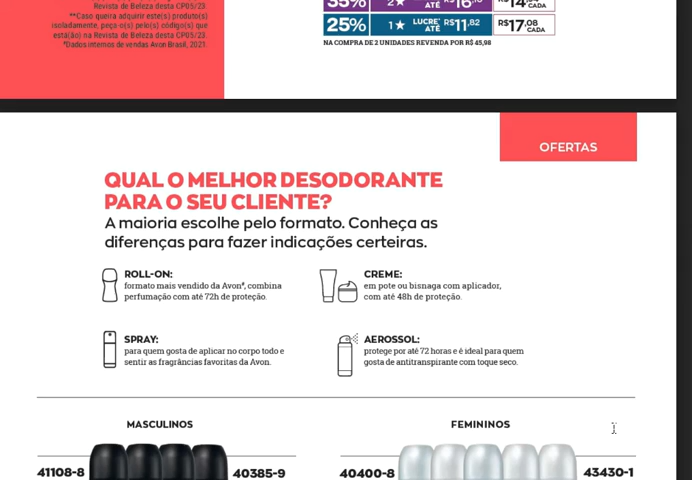 Revista de Beleza desta CP05/23.
**Caso queira adquirir este(s) produto(s)
isoladamente, peça o(s) pelo(s) código(s) que
está(ão) na Revista de Beleza desta CP05/23.
*Dados internos de vendas Avon Brasil, 2021.
35% 2★ ATÉ R$ R$14 CADA
25% 1★ LUCRE ATÉ R$11,82 R$17,08 CADA
NA COMPRA DE 2 UNIDADES REVENDA POR R$ 45,98
OFERTAS
QUAL O MELHOR DESODORANTE
PARA O SEU CLIENTE?
A maioria escolhe pelo formato. Conheça as
diferenças para fazer indicações certeiras.
ROLL-ON:
formato mais vendido da Avon*, combina
perfumação com até 72h de proteção.
CREME:
em pote ou bisnaga com aplicador,
com até 48h de proteção.
SPRAY:
para quem gosta de aplicar no corpo todo e
sentir as fragrâncias favoritas da Avon.
AEROSSOL:
protege por até 72 horas e é ideal para quem
gosta de antitranspirante com toque seco.
MASCULINOS
FEMININOS
41108-8
40385-9
40400-8
43430-1